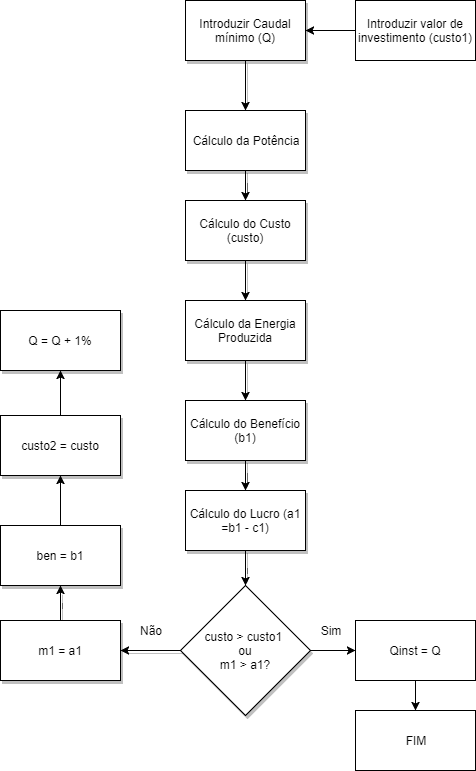 Introduzir Caudal
mínimo (Q)
Introduzir valor de
investimento (custo1)
Cálculo da Potência
Cálculo do Custo
(custo)
Cálculo da Energia
Produzida
Q = Q + 1%
Cálculo do Benefício
(b1)
custo2 = custo
Cálculo do Lucro (a1
=b1 - c1)
ben = b1
Não
custo > custo1
ou
m1 > a1?
Sim
m1 = a1
Qinst = Q
FIM